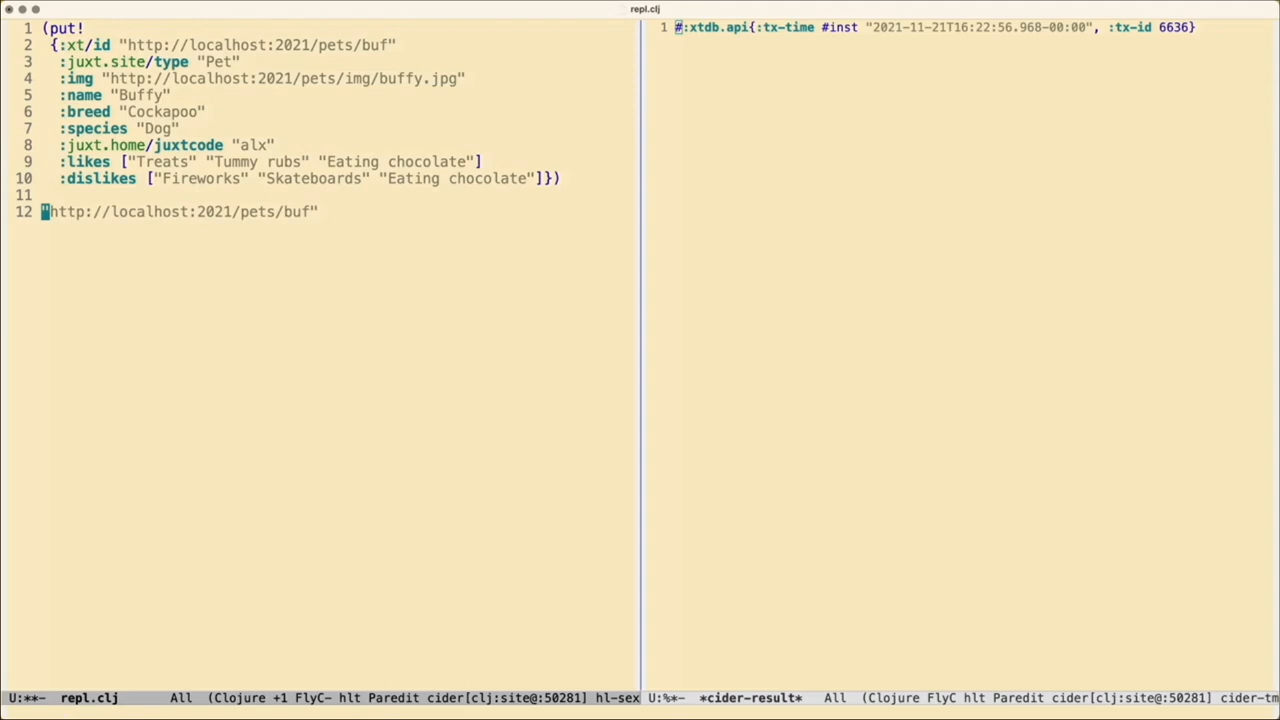 repl.clj
1 (put!
2 {:xt/id "http://localhost:2021/pets/buf"
3 :juxt.site/type "Pet"
4 :img "http://localhost:2021/pets/img/buffy.jpg"
5 :name "Buffy"
6 :breed "Cockapoo"
7 :species "Dog"
8 :juxt.home/juxtcode "alx"
9 :likes ["Treats" "Tummy rubs" "Eating chocolate"]
10 :dislikes ["Fireworks" "Skateboards" "Eating chocolate"]})
11
12 "http://localhost:2021/pets/buf"
1 #:xtdb.api{:tx-time #inst "2021-11-21T16:22:56.968-00:00", :tx-id 6636}
U:**- repl.clj All (Clojure +1 FlyC- hlt Paredit cider[clj:site@:50281] hl-sex
U:%*- *cider-result* All (Clojure FlyC hlt Paredit cider[clj:site@:50281] cider-tm